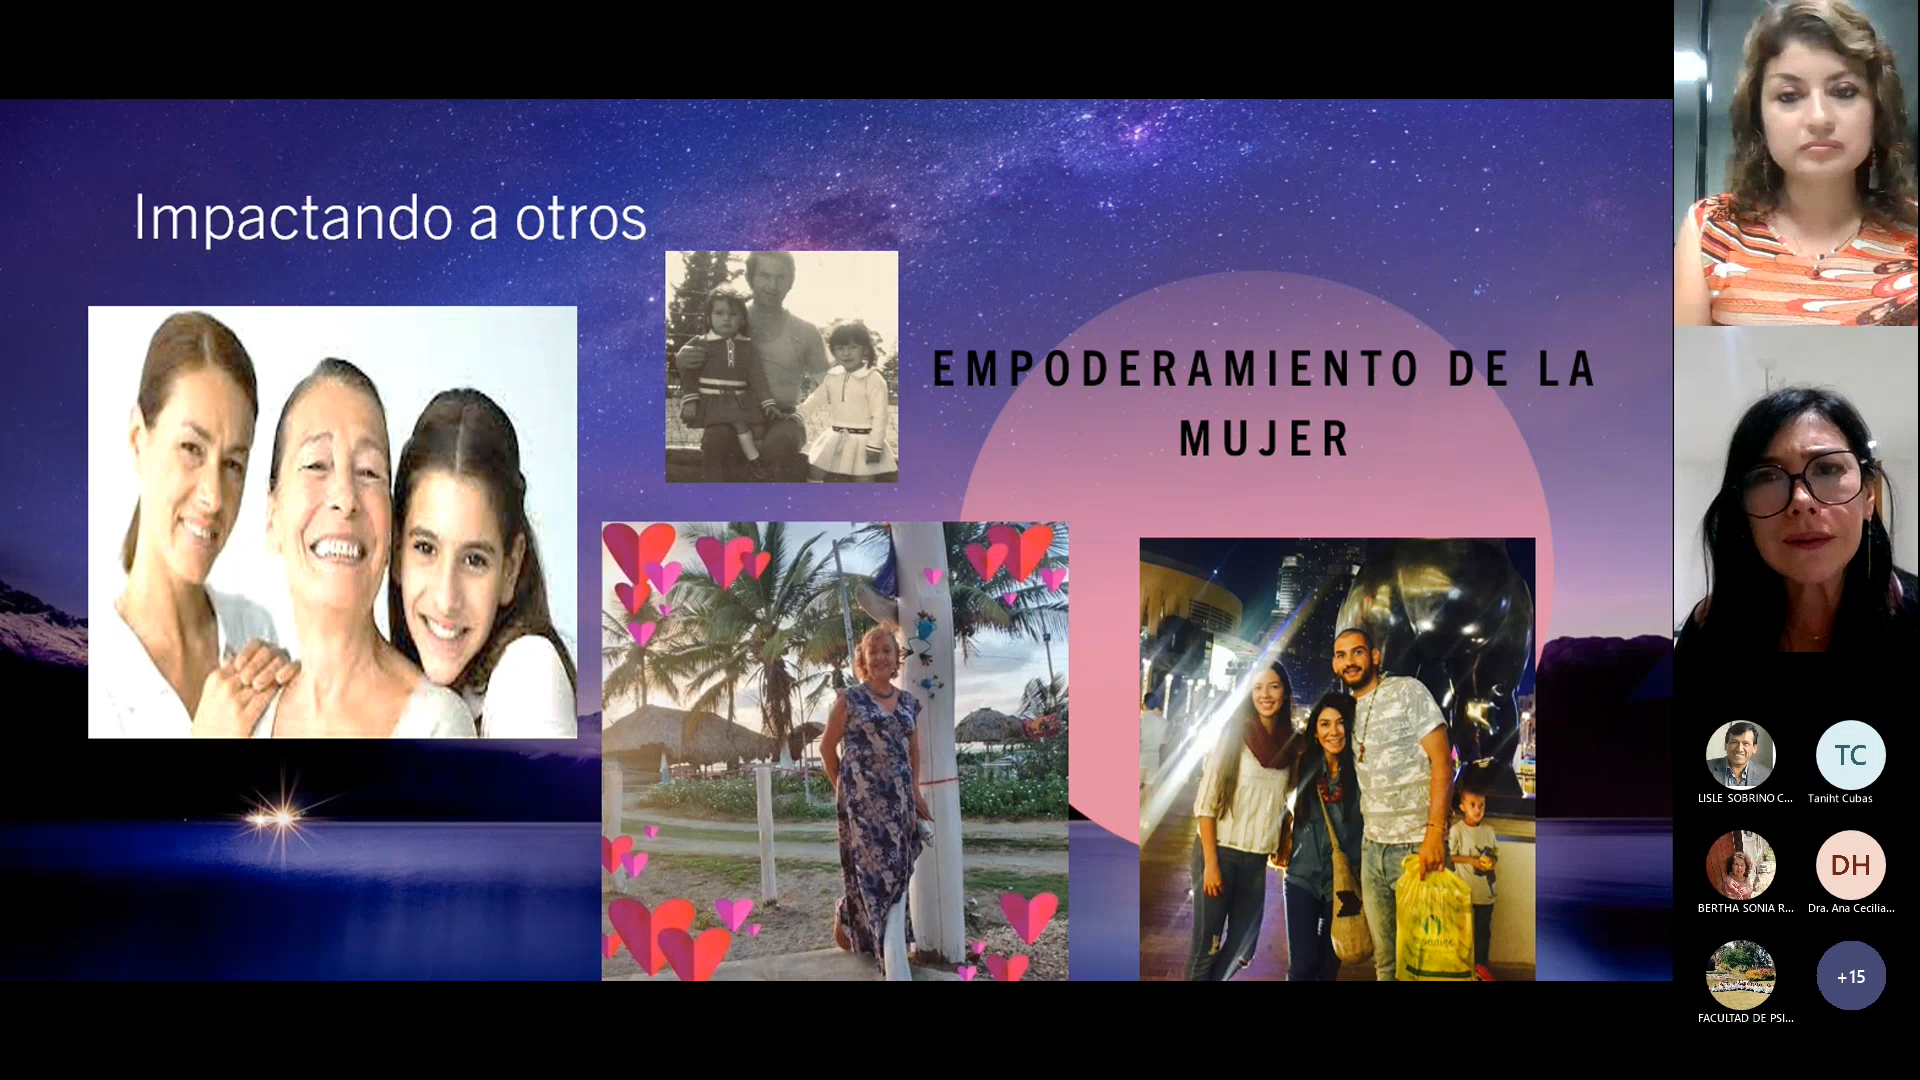 Impactando a otros
EMPODERAMIENTO DE LA
MUJER
LISLE SOBRINO C...
TC
Taniht Cubas
BERTHA SONIA R...
DH
Dra. Ana Cecilia...
FACULTAD DE PSI...
+15